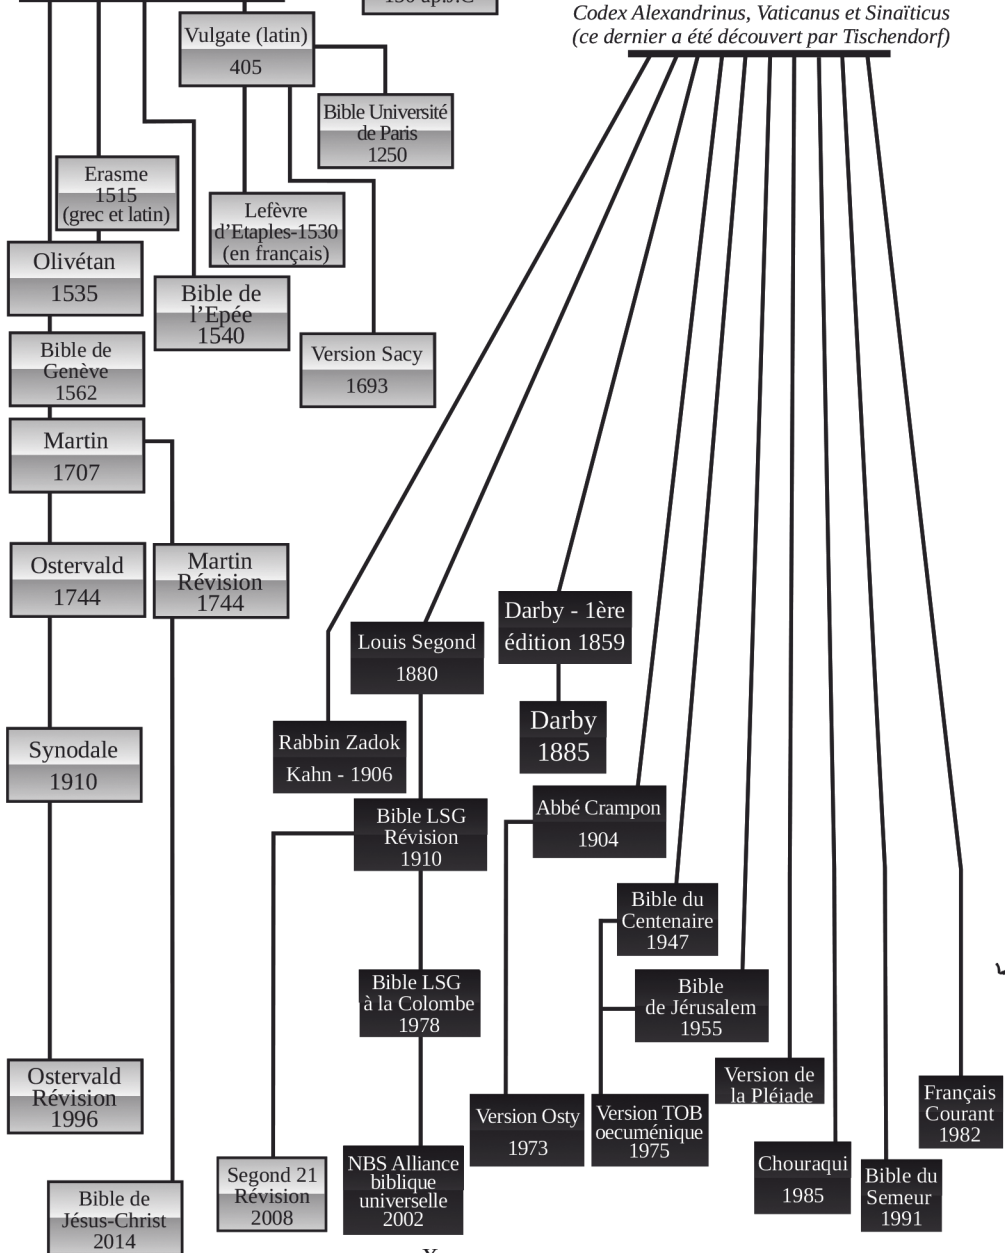 150 ap.J.C
Codex Alexandrinus, Vaticanus et Sinaïticus
(ce dernier a été découvert par Tischendorf)
Vulgate (latin)
405
Bible Université
de Paris
1250
Erasme
1515
(grec et latin)
Lefèvre
d’Etaples-1530
(en français)
Olivétan
1535
Bible de
l’Epée
1540
Bible de
Genève
1562
Version Sacy
1693
Martin
1707
Ostervald
1744
Martin
Révision
1744
Darby - 1ère
édition 1859
Louis Segond
1880
Darby
1885
Rabbin Zadok
Kahn - 1906
Synodale
1910
Abbé Crampon
1904
Bible LSG
Révision
1910
Bible du
Centenaire
1947
Bible LSG
à la Colombe
1978
Bible
de Jérusalem
1955
Ostervald
Révision
1996
Version de
la Pléiade
Français
Courant
1982
Version Osty
1973
Version TOB
oecuménique
1975
Chouraqui
1985
NBS Alliance
biblique
universelle
2002
Segond 21
Révision
2008
Bible du
Semeur
1991
Bible de
Jésus-Christ
2014